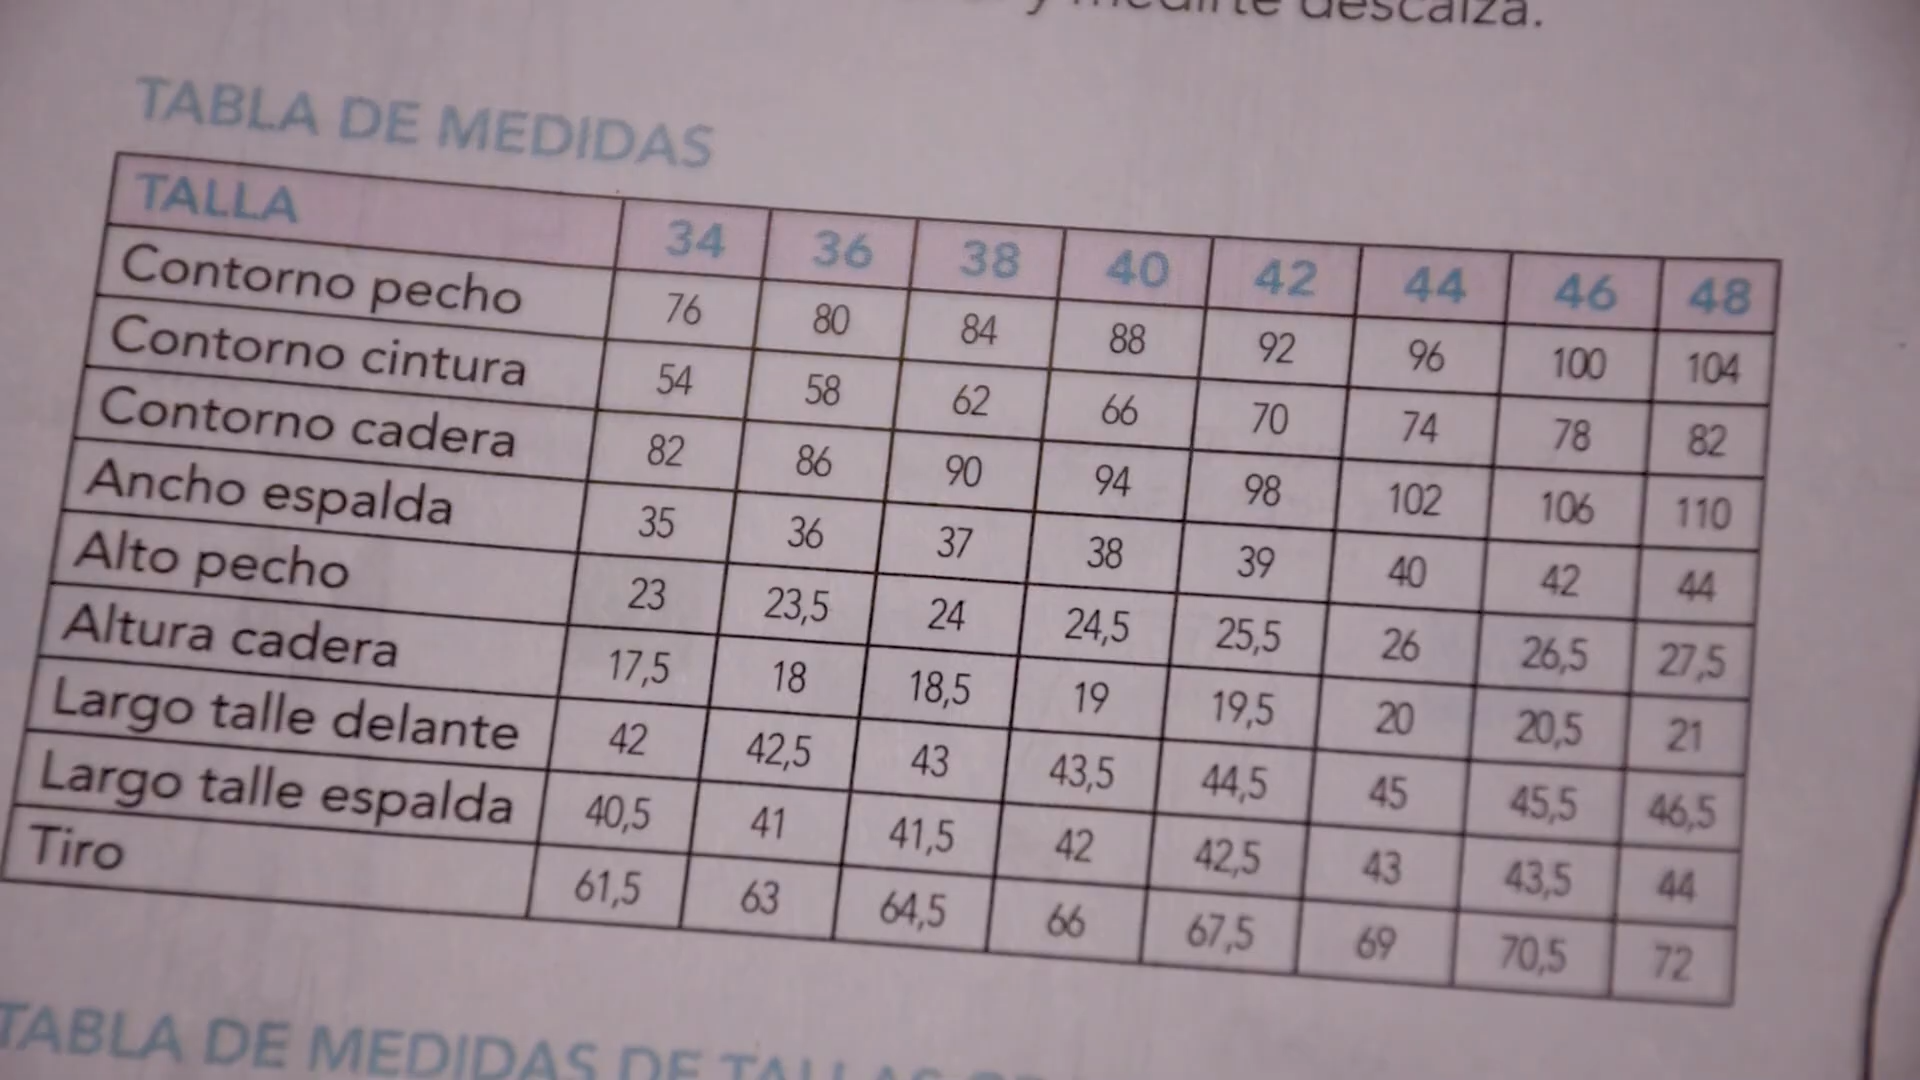 y medirte descalza.
TABLA DE MEDIDAS
TALLA 34 36 38 40 42 44 46 48
Contorno pecho 76 80 84 88 92 96 100 104
Contorno cintura 54 58 62 66 70 74 78 82
Contorno cadera 82 86 90 94 98 102 106 110
Ancho espalda 35 36 37 38 39 40 42 44
Alto pecho 23 23,5 24 24,5 25,5 26 26,5 27,5
Altura cadera 17,5 18 18,5 19 19,5 20 20,5 21
Largo talle delante 42 42,5 43 43,5 44,5 45 45,5 46,5
Largo talle espalda 40,5 41 41,5 42 42,5 43 43,5 44
Tiro 61,5 63 64,5 66 67,5 69 70,5 72
TABLA DE MEDIDAS DE TALLAS